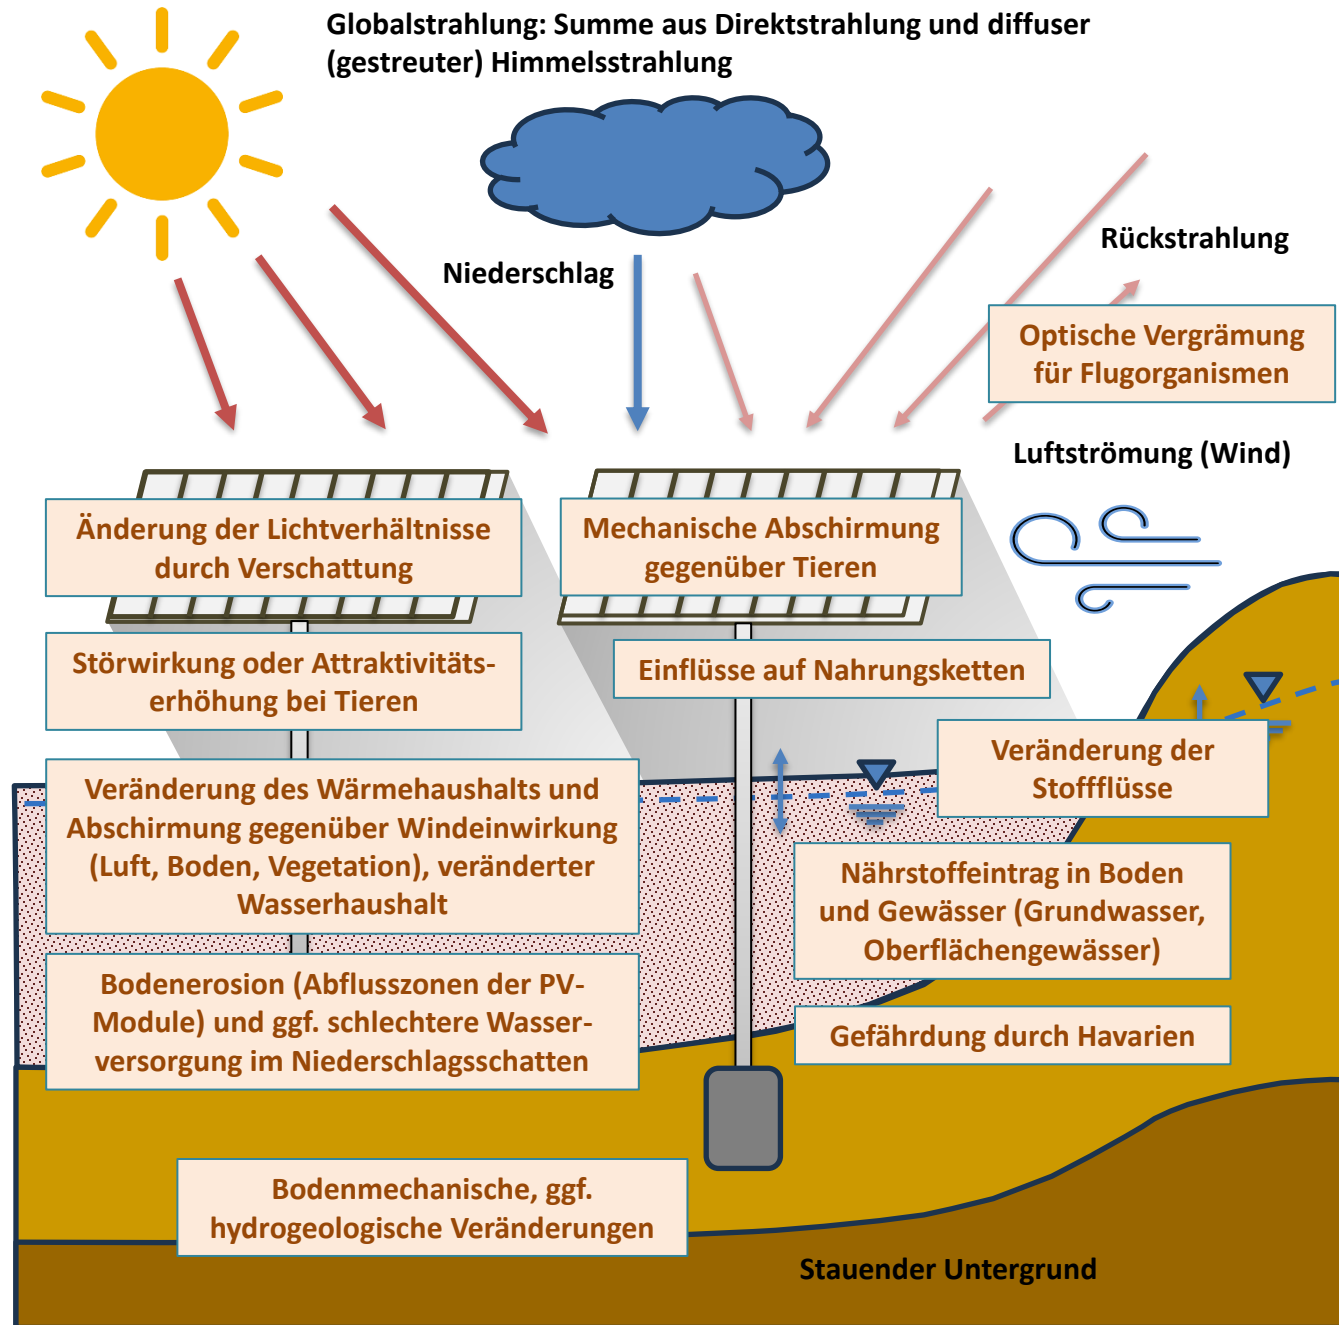 Globalstrahlung: Summe aus Direktstrahlung und diffuser
(gestreuter) Himmelsstrahlung
Niederschlag
Rückstrahlung
Optische Vergrämung
für Flugorganismen
Luftströmung (Wind)
Änderung der Lichtverhältnisse
durch Verschattung
Mechanische Abschirmung
gegenüber Tieren
Störwirkung oder Attraktivitäts-
erhöhung bei Tieren
Einflüsse auf Nahrungsketten
Veränderung der
Stoffflüsse
Veränderung des Wärmehaushalts und
Abschirmung gegenüber Windeinwirkung
(Luft, Boden, Vegetation), veränderter
Wasserhaushalt
Nährstoffeintrag in Boden
und Gewässer (Grundwasser,
Oberflächengewässer)
Bodenerosion (Abflusszonen der PV-
Module) und ggf. schlechtere Wasser-
versorgung im Niederschlagsschatten
Gefährdung durch Havarien
Bodenmechanische, ggf.
hydrogeologische Veränderungen
Stauender Untergrund